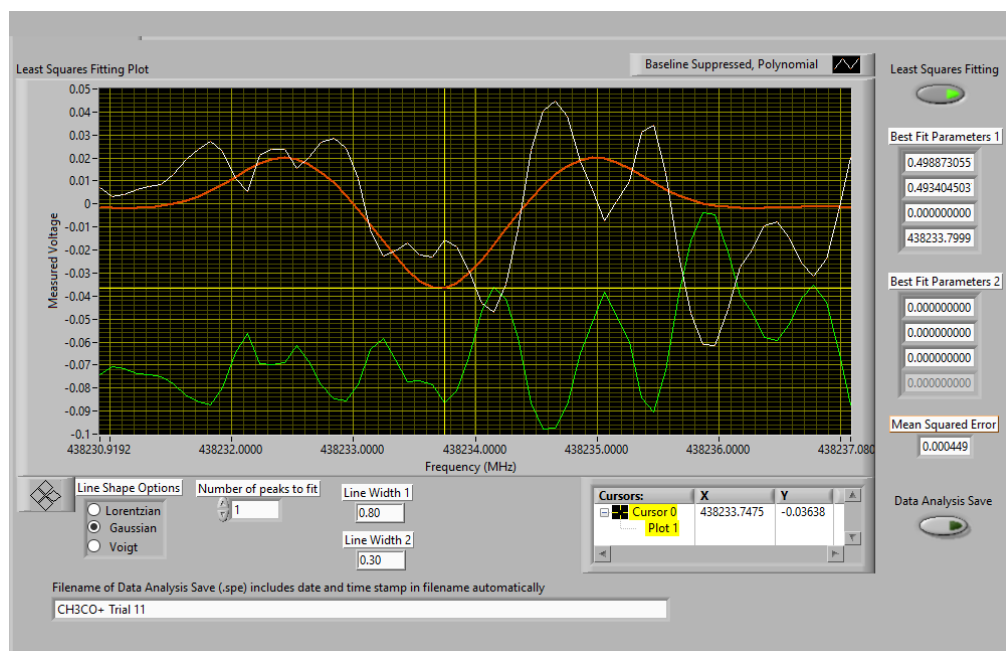 Least Squares Fitting Plot
Baseline Suppressed, Polynomial
Least Squares Fitting
0.05
0.04
0.03
0.02
0.01
0
-0.01
-0.02
-0.03
-0.04
-0.05
-0.06
-0.07
-0.08
-0.09
-0.1
Measured Voltage
438230.9192 438232.0000 438233.0000 438234.0000 438235.0000 438236.0000 438237.080
Frequency (MHz)
Best Fit Parameters 1
0.498873055
0.493404503
0.000000000
438233.7999
Best Fit Parameters 2
0.000000000
0.000000000
0.000000000
0.000000000
Mean Squared Error
0.000449
Data Analysis Save
Line Shape Options
Lorentzian
Gaussian
Voigt
Number of peaks to fit
1
Line Width 1
0.80
Line Width 2
0.30
Cursors: X Y
Cursor 0 438233.7475 -0.03638
Plot 1
Filename of Data Analysis Save (.spe) includes date and time stamp in filename automatically
CH3CO+ Trial 11